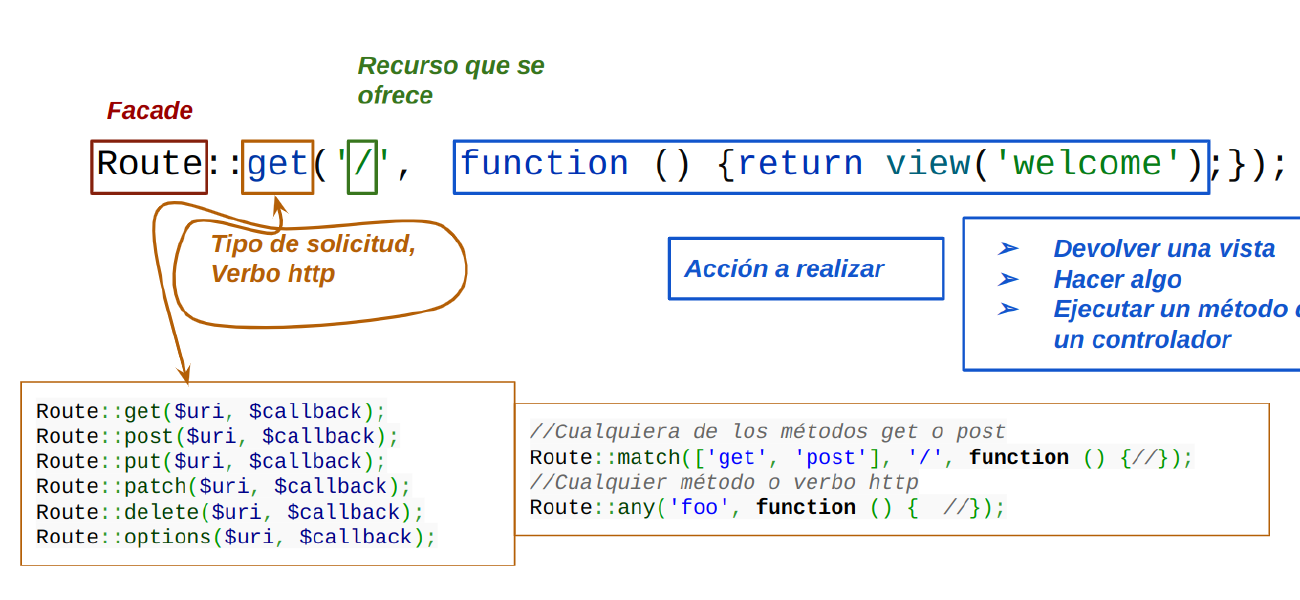 Recurso que se
ofrece
Facade
Route::get('/', function () {return view('welcome');});
Tipo de solicitud,
Verbo http
Acción a realizar
➢ Devolver una vista
➢ Hacer algo
➢ Ejecutar un método
un controlador
Route::get($uri, $callback);
Route::post($uri, $callback);
Route::put($uri, $callback);
Route::patch($uri, $callback);
Route::delete($uri, $callback);
Route::options($uri, $callback);
//Cualquiera de los métodos get o post
Route::match(['get', 'post'], '/', function () {//});
//Cualquier método o verbo http
Route::any('foo', function () {  //});